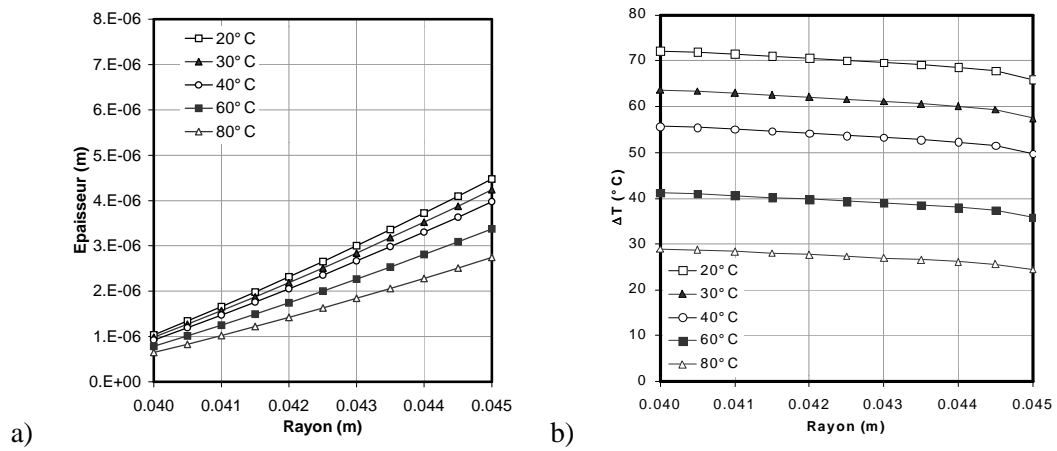 8.E-06
7.E-06
6.E-06
5.E-06
4.E-06
3.E-06
2.E-06
1.E-06
0.E+00
Epaisseur (m)
20° C
30° C
40° C
60° C
80° C
0.040 0.041 0.042 0.043 0.044 0.045
Rayon (m)
a)
80
70
60
50
40
30
20
10
0
ΔT (° C)
20° C
30° C
40° C
60° C
80° C
0.040 0.041 0.042 0.043 0.044 0.045
Rayon (m)
b)